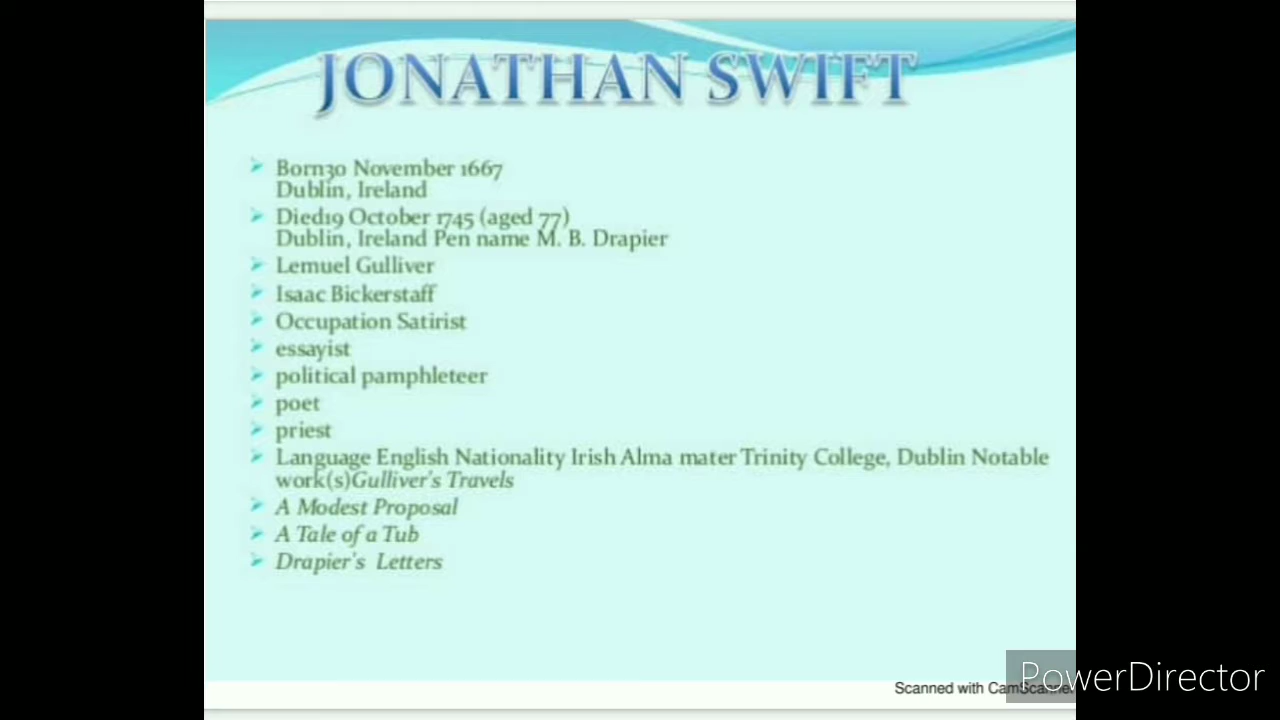 JONATHAN SWIFT
Born30 November 1667
Dublin, Ireland
Died19 October 1745 (aged 77)
Dublin, Ireland Pen name M. B. Drapier
Lemuel Gulliver
Isaac Bickerstaff
Occupation Satirist
essayist
political pamphleteer
poet
priest
Language English Nationality Irish Alma mater Trinity College, Dublin Notable
work(s)Gulliver's Travels
A Modest Proposal
A Tale of a Tub
Drapier's Letters
PowerDirector
Scanned with CamScanner